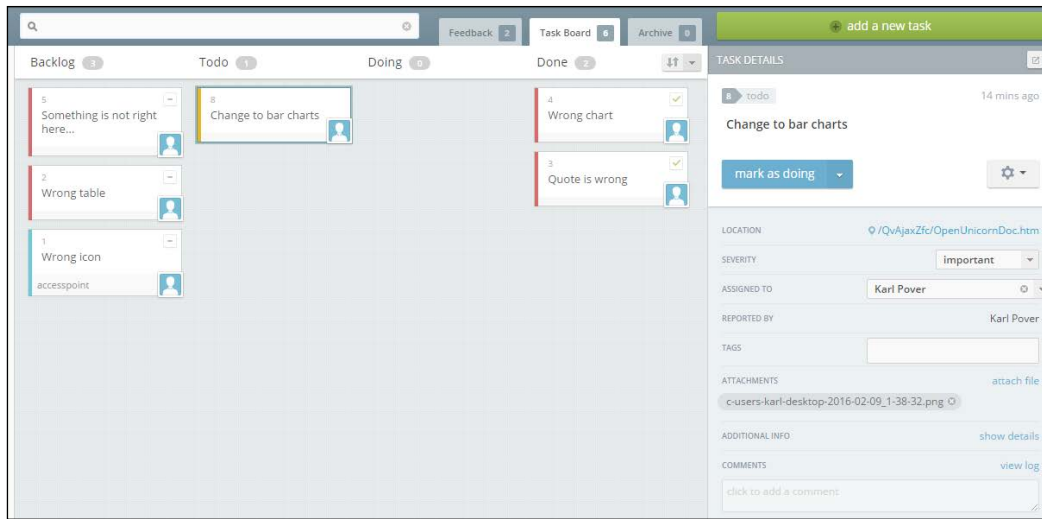 Feedback 2
Task Board 6
Archive 0
add a new task
Backlog 3
Todo 1
Doing 0
Done 2
TASK DETAILS
5
Something is not right
here...
2
Wrong table
1
Wrong icon
accesspoint
8
Change to bar charts
4
Wrong chart
3
Quote is wrong
8 todo
14 mins ago
Change to bar charts
mark as doing
LOCATION
/QvAjaxZfc/OpenUnicornDoc.htm
SEVERITY
important
ASSIGNED TO
Karl Pover
REPORTED BY
Karl Pover
TAGS
ATTACHMENTS
attach file
c-users-karl-desktop-2016-02-09_1-38-32.png
ADDITIONAL INFO
show details
COMMENTS
view log
click to add a comment